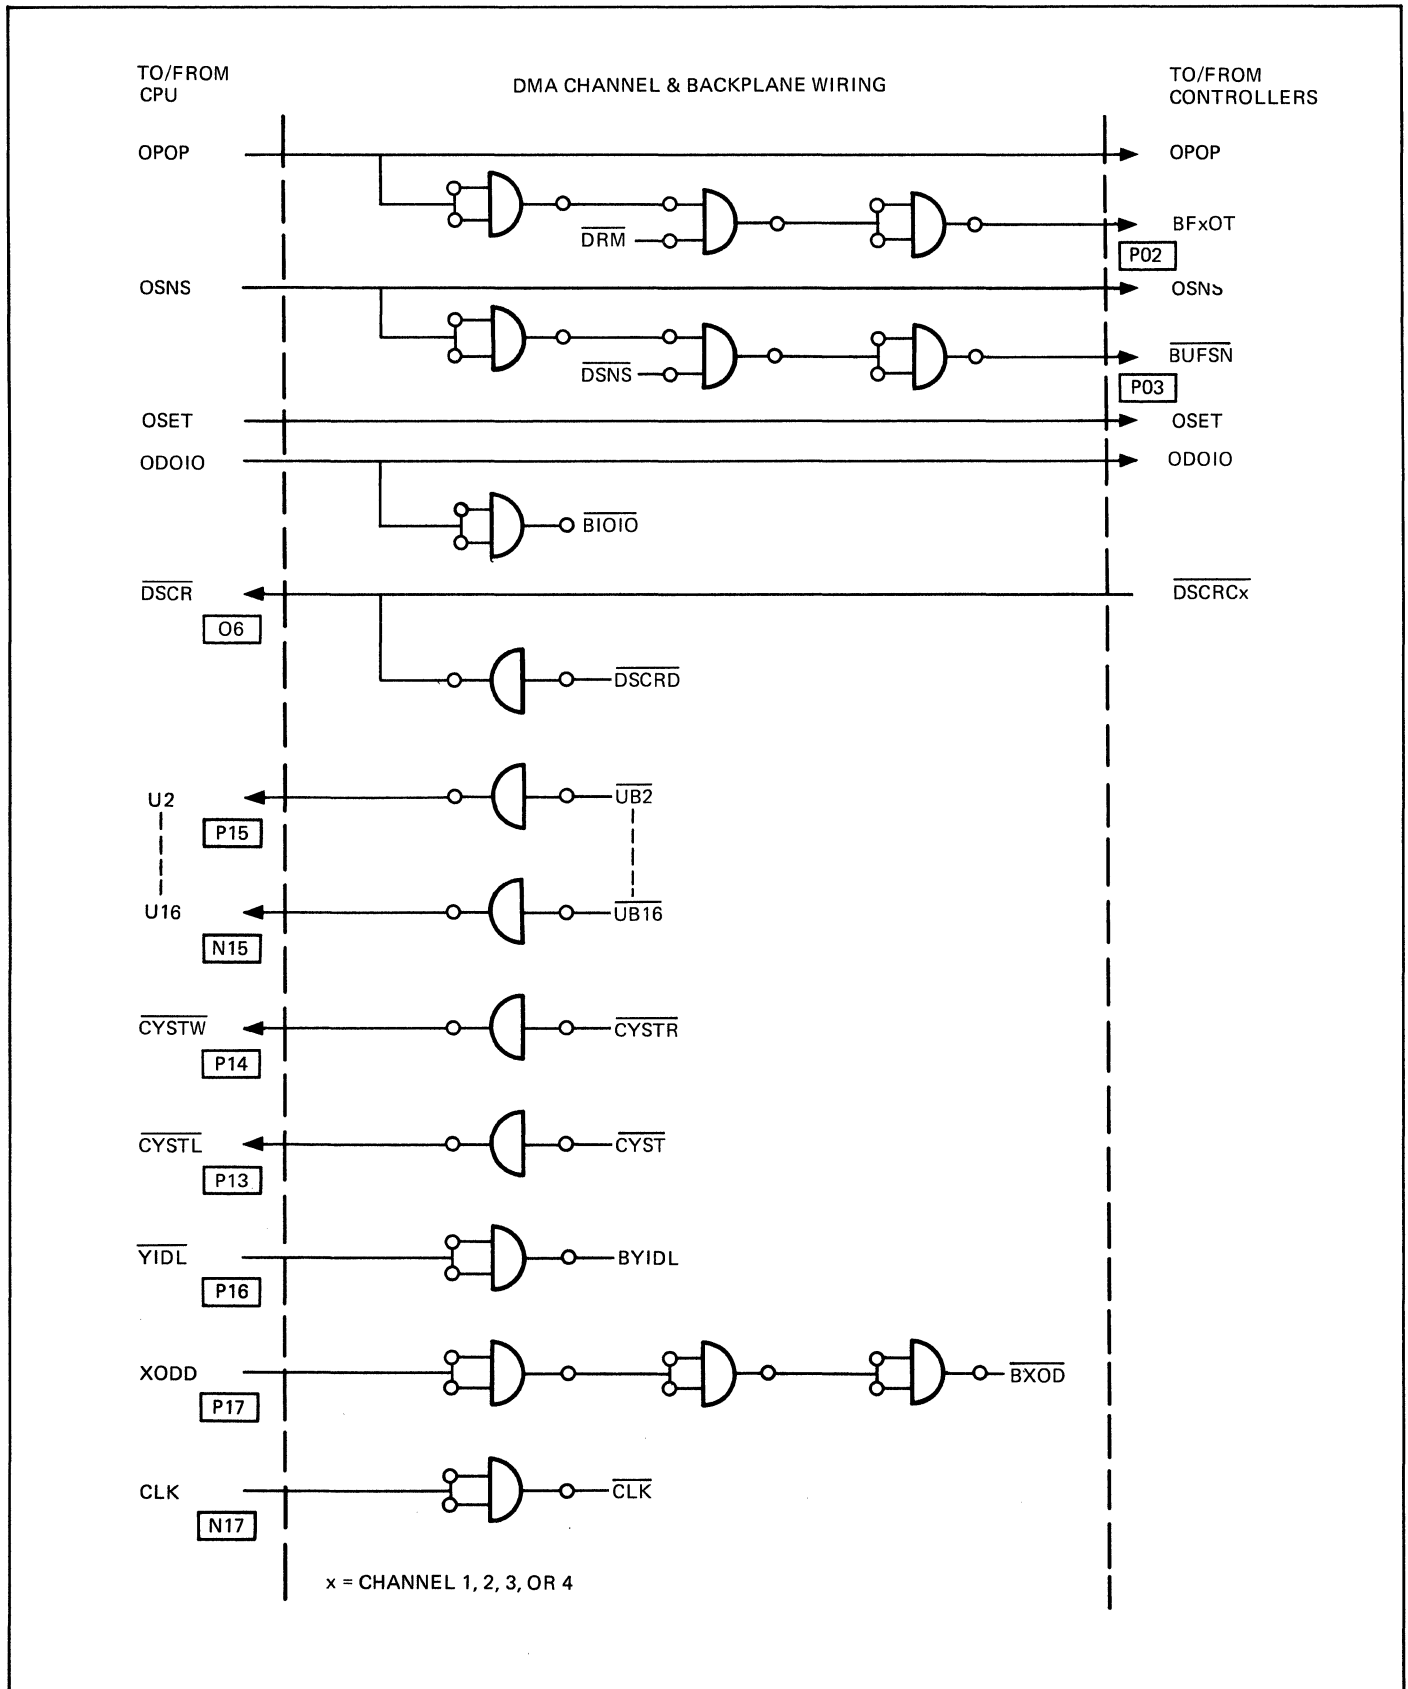 TO/FROM
CPU
DMA CHANNEL & BACKPLANE WIRING
TO/FROM
CONTROLLERS
OPOP
OPOP
DRM
BFxOT
P02
OSNS
OSNS
DSNS
BUFSN
P03
OSET
OSET
ODOIO
ODOIO
BIOIO
DSCR
DSCRCx
O6
DSCRD
U2
UB2
P15
U16
UB16
N15
CYSTW
CYSTR
P14
CYSTL
CYST
P13
YIDL
BYIDL
P16
XODD
BXOD
P17
CLK
CLK
N17
x = CHANNEL 1, 2, 3, OR 4